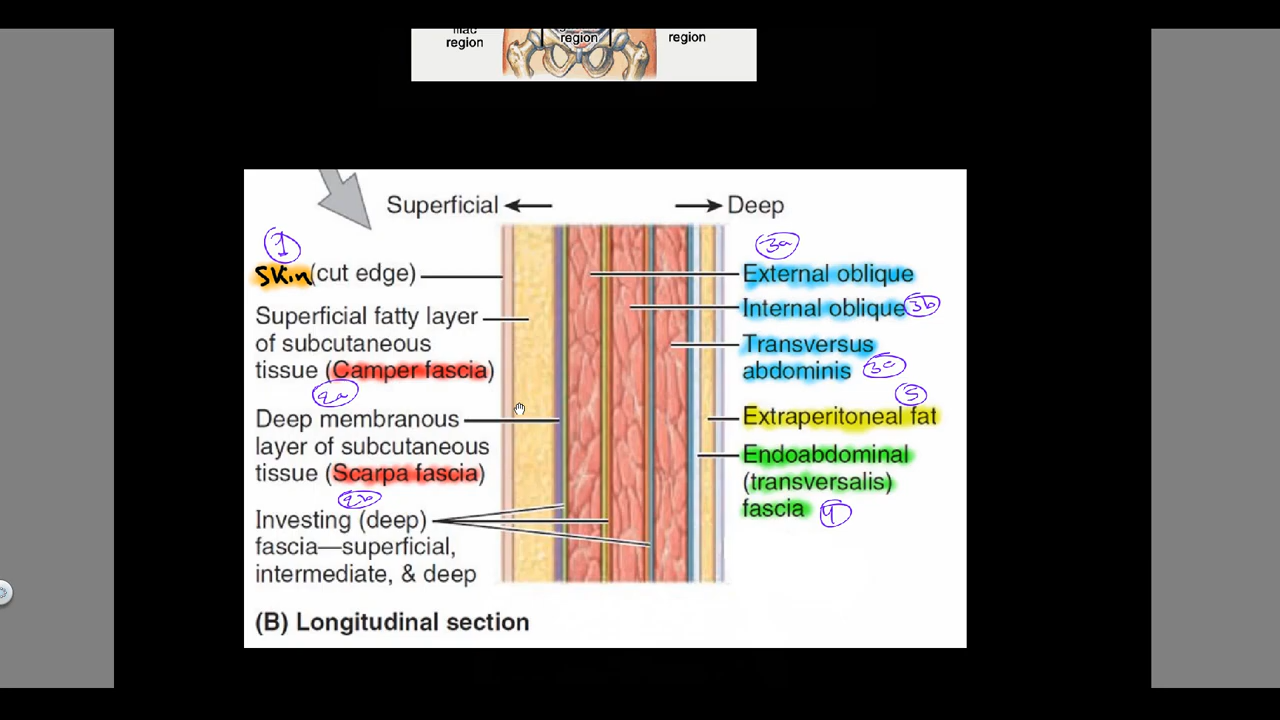 iliac
region
region
region
Superficial
Deep
1
Skin (cut edge)
Superficial fatty layer
of subcutaneous
tissue (Camper fascia)
2a
Deep membranous
layer of subcutaneous
tissue (Scarpa fascia)
2b
Investing (deep)
fascia—superficial,
intermediate, & deep
3a
External oblique
Internal oblique 3b
Transversus
abdominis 3c
5
Extraperitoneal fat
Endoabdominal
(transversalis)
fascia 4
(B) Longitudinal section